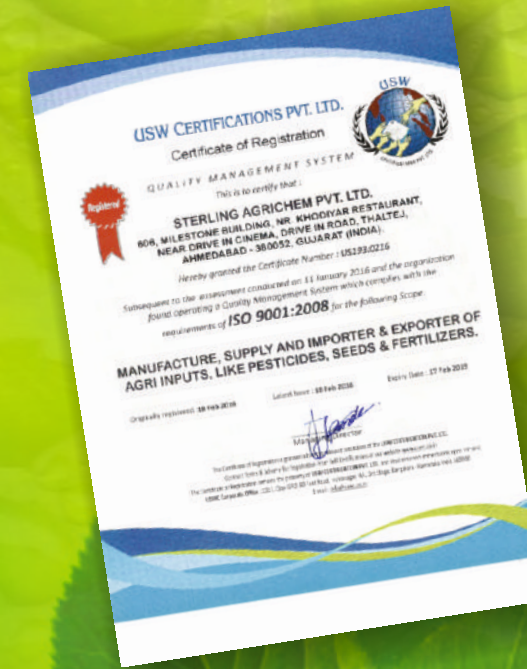 USW
USW CERTIFICATIONS PVT. LTD.
Certificate of Registration
QUALITY MANAGEMENT SYSTEM
Registered
This is to certify that :
STERLING AGRICHEM PVT. LTD.
608, MILESTONE BUILDING, NR. KHODIYAR RESTAURANT,
NEAR DRIVE IN CINEMA, DRIVE IN ROAD, THALTEJ,
AHMEDABAD - 380052, GUJARAT (INDIA).
Hereby granted the Certificate Number : US193.0216
Subsequent to the assessment conducted on 11 January 2016 and the organization
found operating a Quality Management System which complies with the
requirements of ISO 9001:2008 for the following Scope.
MANUFACTURE, SUPPLY AND IMPORTER & EXPORTER OF
AGRI INPUTS, LIKE PESTICIDES, SEEDS & FERTILIZERS.
Originally registered: 18 Feb 2016
Latest Issue : 18 Feb 2016
Expiry Date : 17 Feb 2019
Managing Director